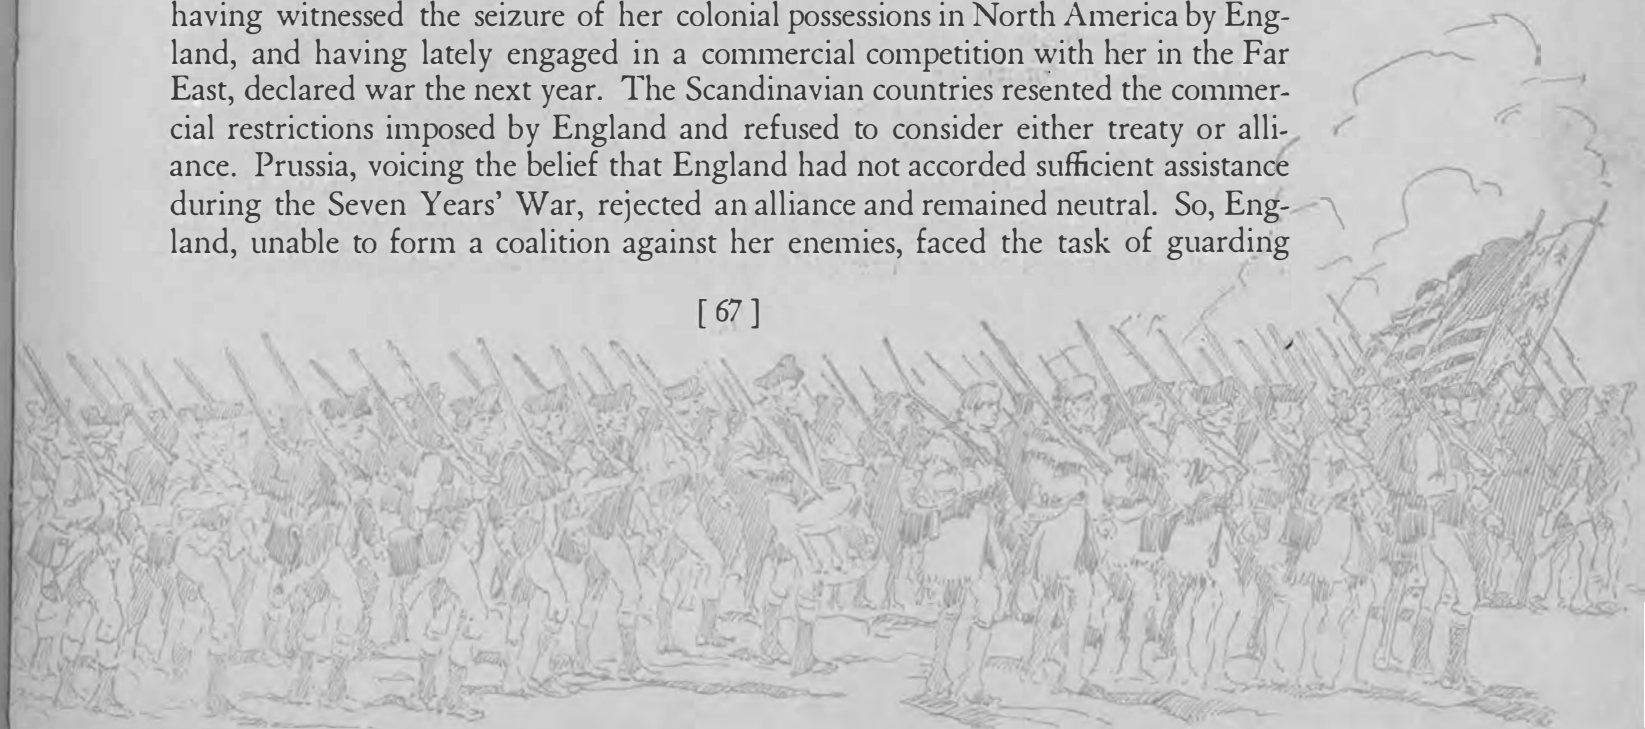 having witnessed the seizure of her colonial possessions in North America by Eng-
land, and having lately engaged in a commercial competition with her in the Far
East, declared war the next year. The Scandinavian countries resented the commer-
cial restrictions imposed by England and refused to consider either treaty or alli-
ance. Prussia, voicing the belief that England had not accorded sufficient assistance
during the Seven Years' War, rejected an alliance and remained neutral. So, Eng-
land, unable to form a coalition against her enemies, faced the task of guarding
[ 67 ]